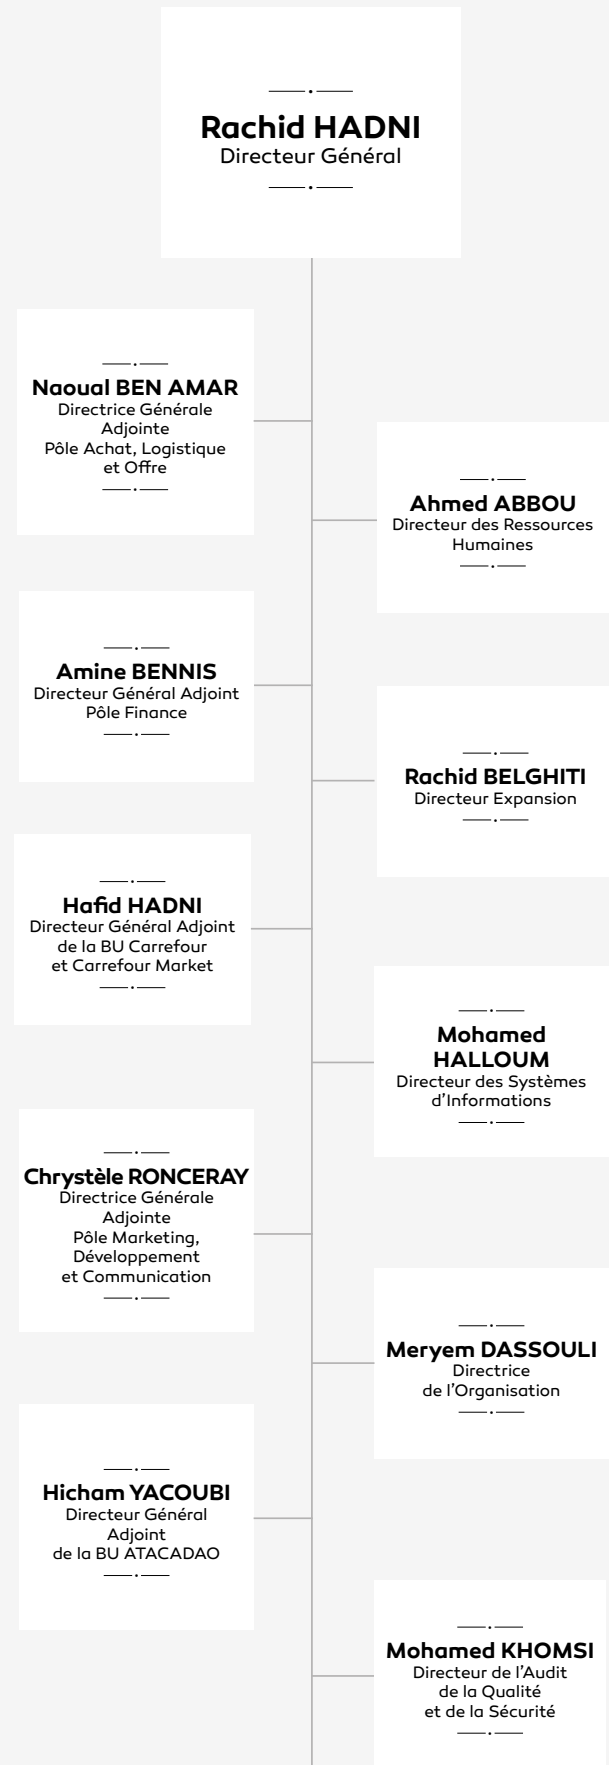 Rachid HADNI
Directeur Général
Naoual BEN AMAR
Directrice Générale
Adjointe
Pôle Achat, Logistique
et Offre
Ahmed ABBOU
Directeur des Ressources
Humaines
Amine BENNIS
Directeur Général Adjoint
Pôle Finance
Rachid BELGHITI
Directeur Expansion
Hafid HADNI
Directeur Général Adjoint
de la BU Carrefour
et Carrefour Market
Mohamed
HALLOUM
Directeur des Systèmes
d'Informations
Chrystèle RONCERAY
Directrice Générale
Adjointe
Pôle Marketing,
Développement
et Communication
Meryem DASSOULI
Directrice
de l'Organisation
Hicham YACOUBI
Directeur Général
Adjoint
de la BU ATACADAO
Mohamed KHOMSI
Directeur de l'Audit
de la Qualité
et de la Sécurité